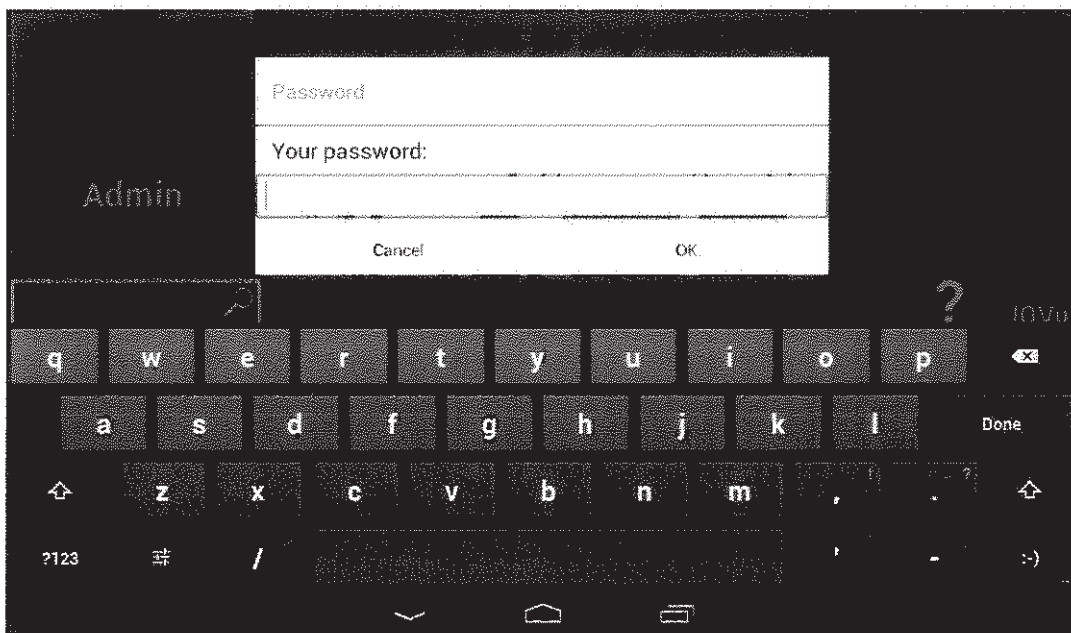 Password
Your password:
Admin
Cancel OK
?
q w e r t y u i o p
a s d f g h j k l Done
z x c v b n m , ! . ?
?123 / ' - :-)